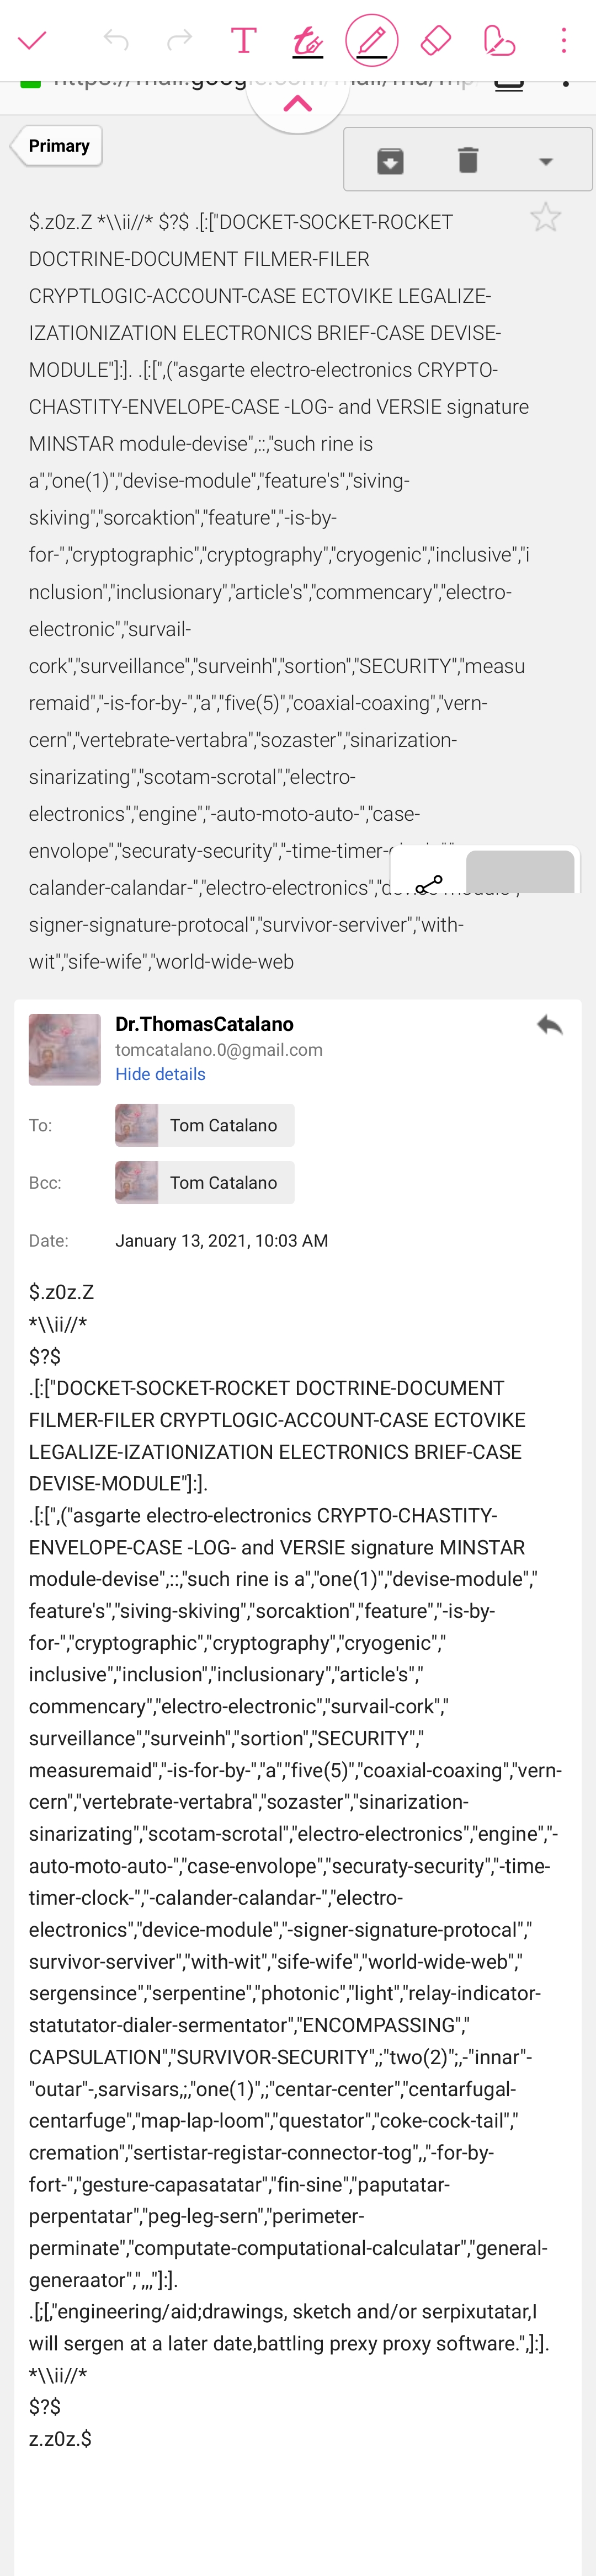 T
Primary
$.z0z.Z *\\ii//* $?$ .[:["DOCKET-SOCKET-ROCKET
DOCTRINE-DOCUMENT FILMER-FILER
CRYPTLOGIC-ACCOUNT-CASE ECTOVIKE LEGALIZE-
IZATIONIZATION ELECTRONICS BRIEF-CASE DEVISE-
MODULE"]:]. .[:[",("asgarte electro-electronics CRYPTO-
CHASTITY-ENVELOPE-CASE -LOG- and VERSIE signature
MINSTAR module-devise",::,"such rine is
a","one(1)","devise-module","feature's","siving-
skiving","sorcaktion","feature","-is-by-
for-","cryptographic","cryptography","cryogenic","inclusive","i
nclusion","inclusionary","article's","commencary","electro-
electronic","survail-
cork","surveillance","surveinh","sortion","SECURITY","measu
remaid","-is-for-by-","a","five(5)","coaxial-coaxing","vern-
cern","vertebrate-vertabra","sozaster","sinarization-
sinarizating","scotam-scrotal","electro-
electronics","engine","-auto-moto-auto-","case-
envolope","securaty-security","-time-timer-
calander-calandar-","electro-electronics",
signer-signature-protocal","survivor-serviver","with-
wit","sife-wife","world-wide-web
Dr.ThomasCatalano
tomcatalano.0@gmail.com
Hide details
To: Tom Catalano
Bcc: Tom Catalano
Date: January 13, 2021, 10:03 AM
$.z0z.Z
*\\ii//*
$?$
.[:["DOCKET-SOCKET-ROCKET DOCTRINE-DOCUMENT
FILMER-FILER CRYPTLOGIC-ACCOUNT-CASE ECTOVIKE
LEGALIZE-IZATIONIZATION ELECTRONICS BRIEF-CASE
DEVISE-MODULE"]:].
.[:[",("asgarte electro-electronics CRYPTO-CHASTITY-
ENVELOPE-CASE -LOG- and VERSIE signature MINSTAR
module-devise",::,"such rine is a","one(1)","devise-module","
feature's","siving-skiving","sorcaktion","feature","-is-by-
for-","cryptographic","cryptography","cryogenic","
inclusive","inclusion","inclusionary","article's","
commencary","electro-electronic","survail-cork","
surveillance","surveinh","sortion","SECURITY","
measuremaid","-is-for-by-","a","five(5)","coaxial-coaxing","vern-
cern","vertebrate-vertabra","sozaster","sinarization-
sinarizating","scotam-scrotal","electro-electronics","engine","-
auto-moto-auto-","case-envolope","securaty-security","-time-
timer-clock-","-calander-calandar-","electro-
electronics","device-module","-signer-signature-protocal","
survivor-serviver","with-wit","sife-wife","world-wide-web","
sergensince","serpentine","photonic","light","relay-indicator-
statutator-dialer-sermentator","ENCOMPASSING","
CAPSULATION","SURVIVOR-SECURITY",;"two(2)";,-"innar"-
"outar"-,sarvisars,;,"one(1)",;"centar-center","centarfugal-
centarfuge","map-lap-loom","questator","coke-cock-tail","
cremation","sertistar-registar-connector-tog",,"-for-by-
fort-","gesture-capasatatar","fin-sine","paputatar-
perpentatar","peg-leg-sern","perimeter-
perminate","computate-computational-calculatar","general-
generaator",",,,"]:].
.[;[,"engineering/aid;drawings, sketch and/or serpixutatar,I
will sergen at a later date,battling prexy proxy software.",]:].
*\\ii//*
$?$
z.z0z.$